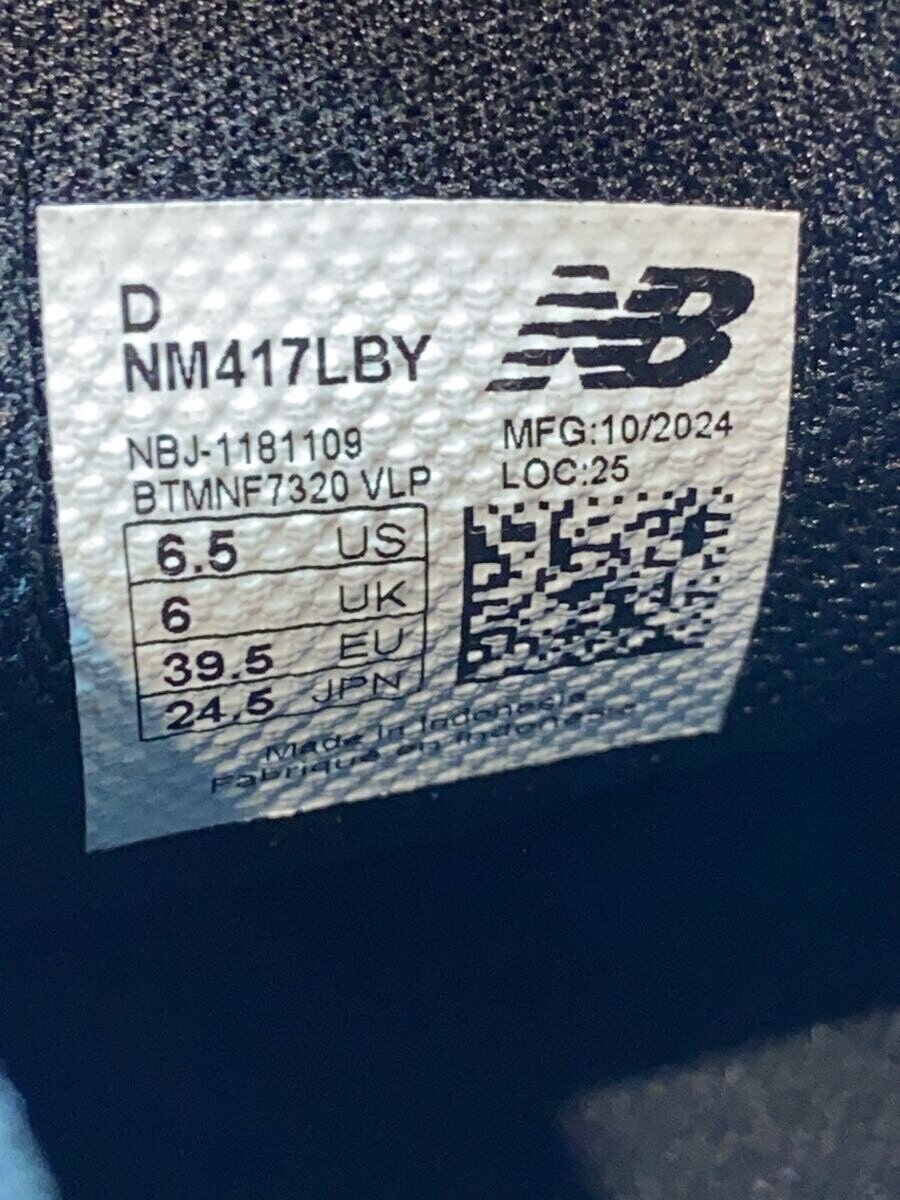 D
NM417LBY
NB
NBJ-1181109
BTMNF7320 VLP
MFG:10/2024
LOC:25
6.5 US
6 UK
39.5 EU
24.5 JPN
Made in Indonesia
Fabriqué en Indonésie